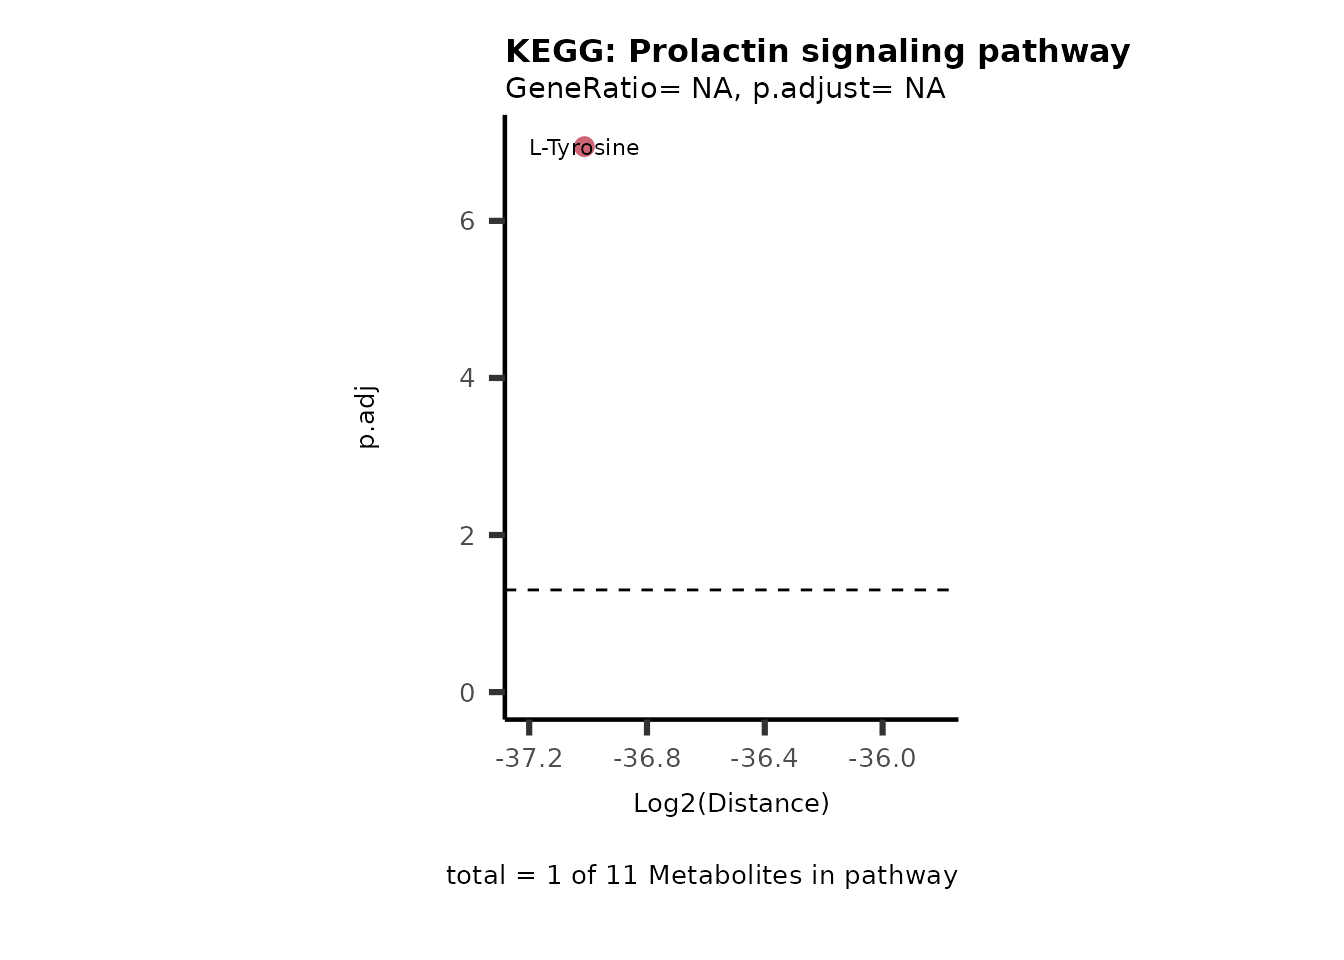 KEGG: Prolactin signaling pathway
GeneRatio= NA, p.adjust= NA
L-Tyrosine
6
4
2
0
p.adj
-37.2 -36.8 -36.4 -36.0
Log2(Distance)
total = 1 of 11 Metabolites in pathway